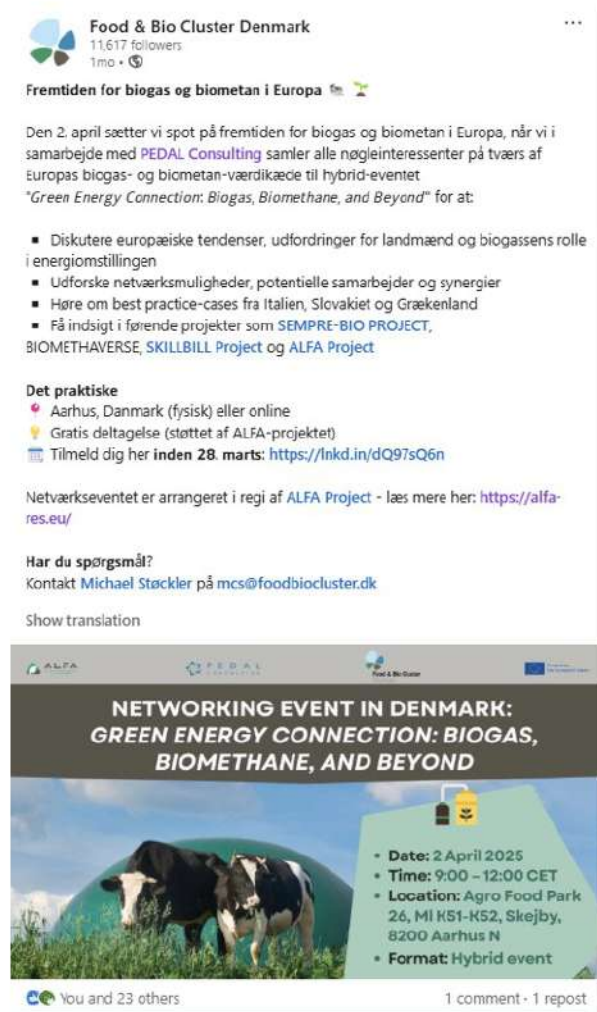 Food & Bio Cluster Denmark
11,617 followers
1mo •
Fremtiden for biogas og biometan i Europa
Den 2. april sætter vi spot på fremtiden for biogas og biometan i Europa, når vi i
samarbejde med PEDAL Consulting samler alle nøgleinteressenter på tværs af
Europas biogas- og biometan-værdikæde til hybrid-eventet
"Green Energy Connection: Biogas, Biomethane, and Beyond" for at:
▪ Diskutere europæiske tendenser, udfordringer for landmænd og biogassens rolle
i energiomstillingen
▪ Udforske netværksmuligheder, potentielle samarbejder og synergier
▪ Høre om best practice-cases fra Italien, Slovakiet og Grækenland
▪ Få indsigt i førende projekter som SEMPRE-BIO PROJECT,
BIOMETHAVERSE, SKILLBILL Project og ALFA Project
Det praktiske
Aarhus, Danmark (fysisk) eller online
Gratis deltagelse (støttet af ALFA-projektet)
Tilmeld dig her inden 28. marts: https://lnkd.in/dQ97sQ6n
Netværkseventet er arrangeret i regi af ALFA Project - læs mere her: https://alfa-
res.eu/
Har du spørgsmål?
Kontakt Michael Støckler på mcs@foodbiocluster.dk
Show translation
ALFA
PEDAL
Food & Bio Cluster
NETWORKING EVENT IN DENMARK:
GREEN ENERGY CONNECTION: BIOGAS,
BIOMETHANE, AND BEYOND
• Date: 2 April 2025
• Time: 9:00 – 12:00 CET
• Location: Agro Food Park
26, MI K51-K52, Skejby,
8200 Aarhus N
• Format: Hybrid event
You and 23 others
1 comment · 1 repost